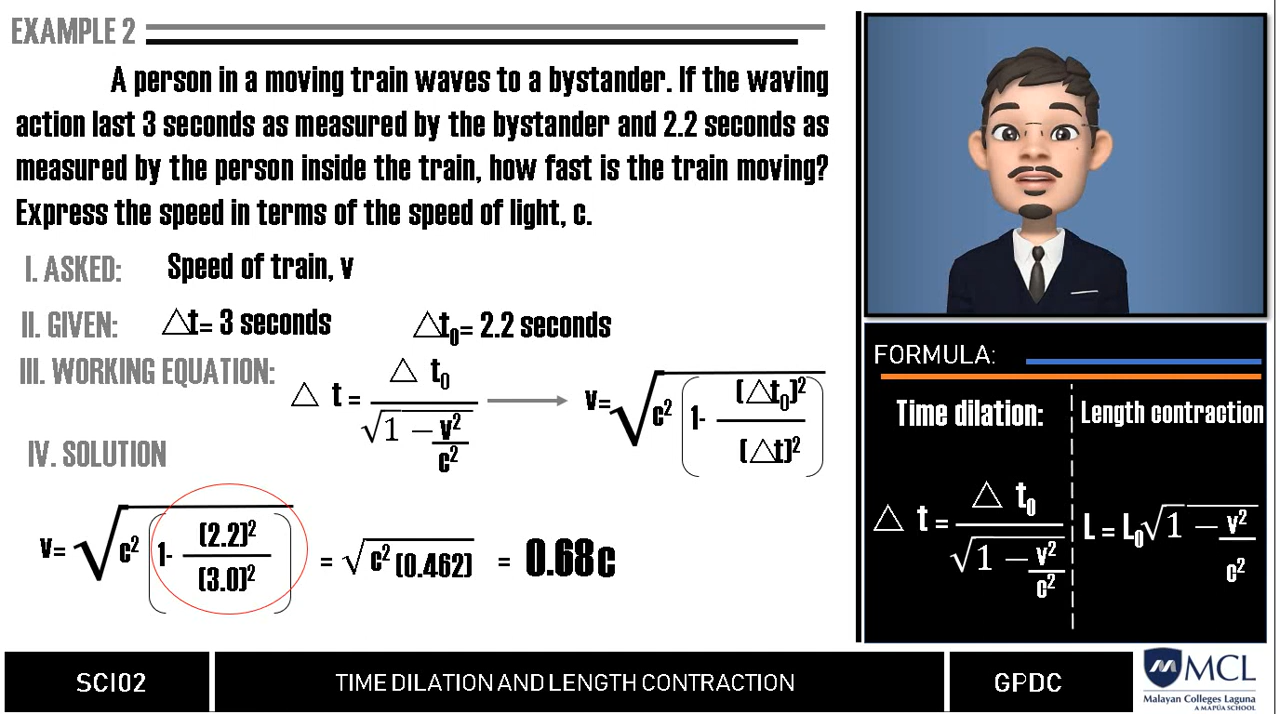 EXAMPLE 2
A person in a moving train waves to a bystander. If the waving
action last 3 seconds as measured by the bystander and 2.2 seconds as
measured by the person inside the train, how fast is the train moving?
Express the speed in terms of the speed of light, c.
I. ASKED: Speed of train, v
II. GIVEN: △t= 3 seconds △t₀= 2.2 seconds
III. WORKING EQUATION:
△ t = △ t₀ / √1 − v²/c² → v= √c² (1- (△t₀)² / (△t)²)
IV. SOLUTION
v= √c² (1- (2.2)² / (3.0)²) = √c² (0.462) = 0.68c
FORMULA:
Time dilation:
△ t = △ t₀ / √1 − v²/c²
Length contraction
L = L₀√1 − v²/c²
SCI02
TIME DILATION AND LENGTH CONTRACTION
GPDC
MCL
Malayan Colleges Laguna
A MAPÚA SCHOOL